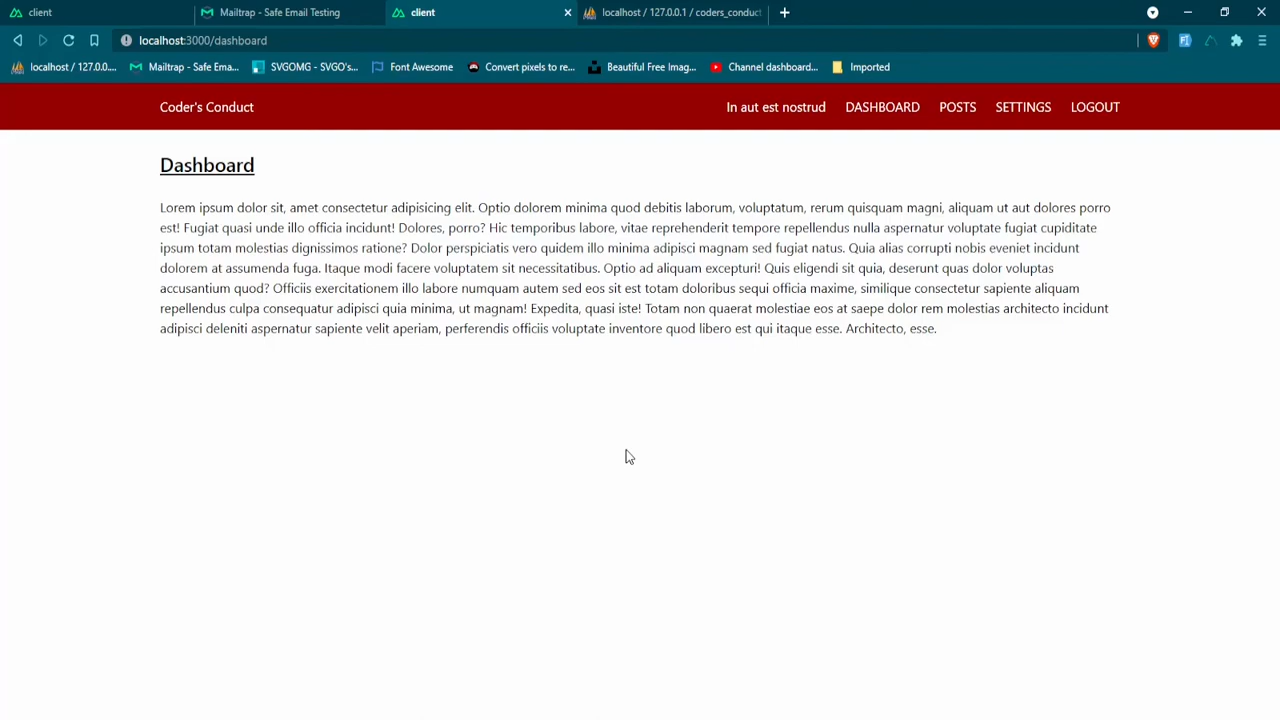 client
Mailtrap - Safe Email Testing
client
localhost / 127.0.0.1 / coders_conduct
localhost:3000/dashboard
localhost / 127.0.0....
Mailtrap - Safe Ema...
SVGOMG - SVGO's...
Font Awesome
Convert pixels to re...
Beautiful Free Imag...
Channel dashboard...
Imported
Coder's Conduct
In aut est nostrud
DASHBOARD
POSTS
SETTINGS
LOGOUT
Dashboard
Lorem ipsum dolor sit, amet consectetur adipisicing elit. Optio dolorem minima quod debitis laborum, voluptatum, rerum quisquam magni, aliquam ut aut dolores porro
est! Fugiat quasi unde illo officia incidunt! Dolores, porro? Hic temporibus labore, vitae reprehenderit tempore repellendus nulla aspernatur voluptate fugiat cupiditate
ipsum totam molestias dignissimos ratione? Dolor perspiciatis vero quidem illo minima adipisci magnam sed fugiat natus. Quia alias corrupti nobis eveniet incidunt
dolorem at assumenda fuga. Itaque modi facere voluptatem sit necessitatibus. Optio ad aliquam excepturi! Quis eligendi sit quia, deserunt quas dolor voluptas
accusantium quod? Officiis exercitationem illo labore numquam autem sed eos sit est totam doloribus sequi officia maxime, similique consectetur sapiente aliquam
repellendus culpa consequatur adipisci quia minima, ut magnam! Expedita, quasi iste! Totam non quaerat molestiae eos at saepe dolor rem molestias architecto incidunt
adipisci deleniti aspernatur sapiente velit aperiam, perferendis officiis voluptate inventore quod libero est qui itaque esse. Architecto, esse.